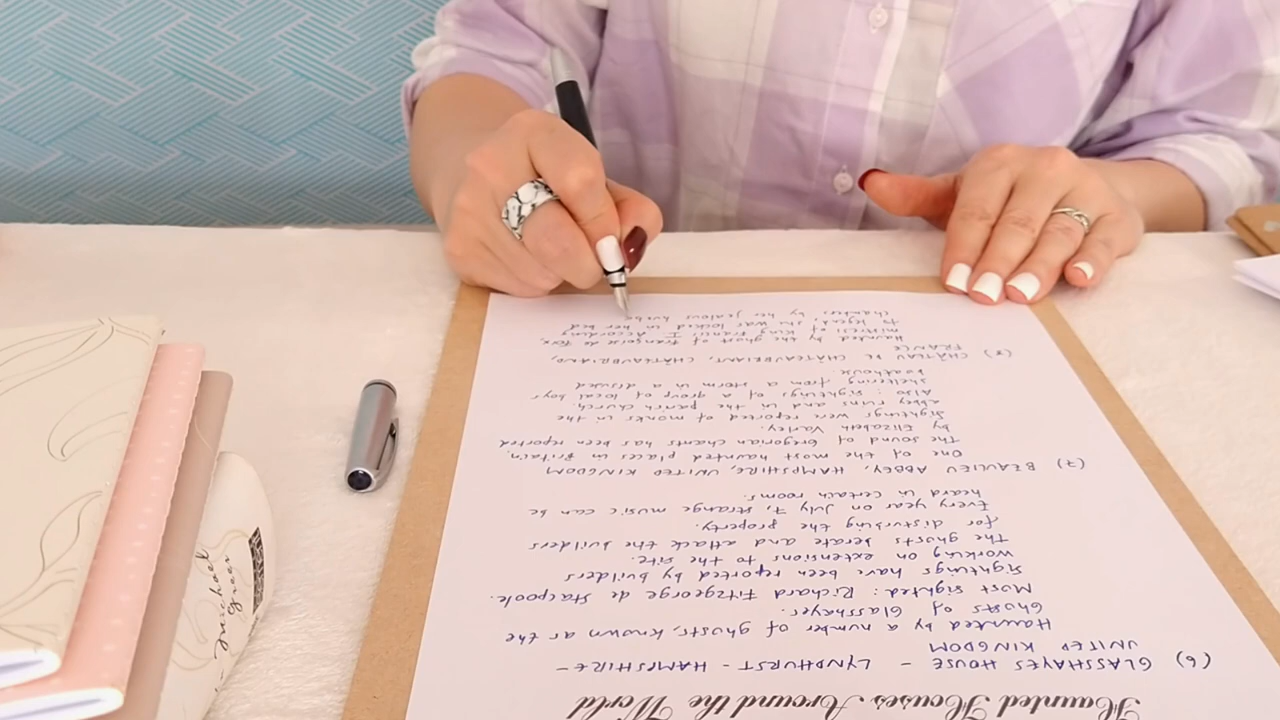 Haunted Houses Around the World
(6) GLASSHAYES HOUSE - LYNDHURST - HAMPSHIRE -
UNITED KINGDOM
Haunted by a number of ghosts, known as the
Ghosts of Glasshayes.
Most sighted: Richard Fitzgeorge de Stacpoole.
Sightings have been reported by builders
working on extensions to the site.
The ghosts berate and attack the builders
for disturbing the property.
Every year on July 7, strange music can be
heard in certain rooms.
(7) BEAULIEU ABBEY, HAMPSHIRE, UNITED KINGDOM
One of the most haunted places in Britain.
The sound of Gregorian chants has been reported
by Elizabeth Varley.
Sightings were reported of monks in the
abbey ruins and in the parish church.
Also: sightings of a group of local boys
sheltering from a storm in a disused
boathouse.
(8) CHÂTEAU DE CHÂTEAUBRIANT, CHÂTEAUBRIAND,
FRANCE
Haunted by the ghost of Françoise de Foix,
mistress of King Francis I. According
to legend she was locked in her bed
chamber by her jealous husba